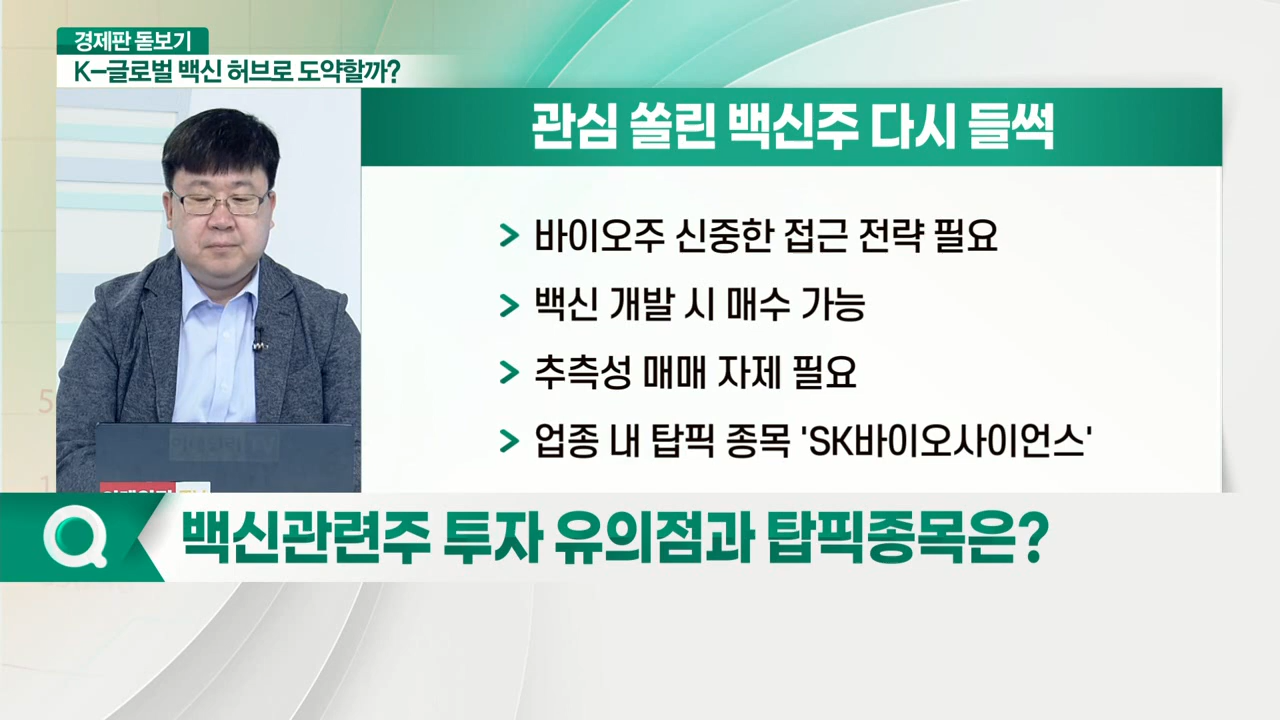 경제판 돋보기
K-글로벌 백신 허브로 도약할까?
관심 쏠린 백신주 다시 들썩
> 바이오주 신중한 접근 전략 필요
> 백신 개발 시 매수 가능
> 추측성 매매 자제 필요
> 업종 내 탑픽 종목 'SK바이오사이언스'
백신관련주 투자 유의점과 탑픽종목은?